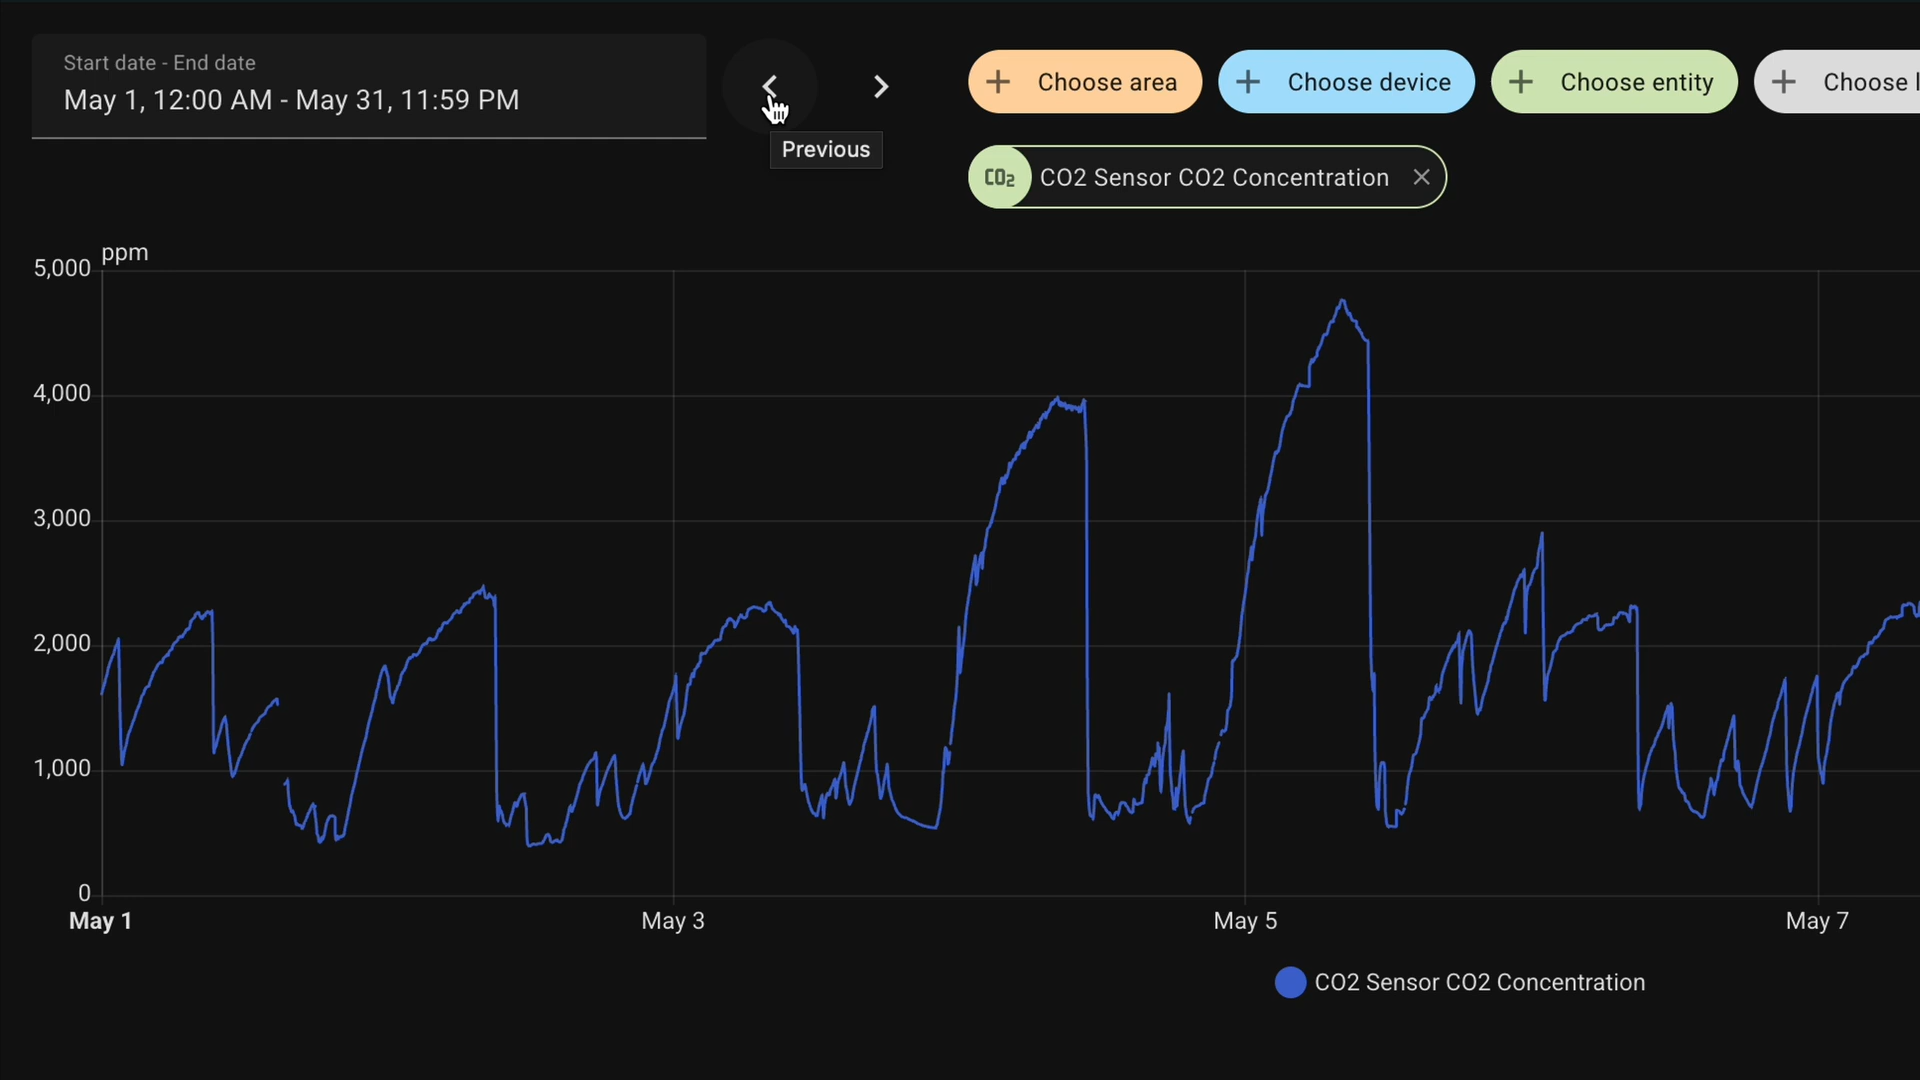 Start date - End date
May 1, 12:00 AM - May 31, 11:59 PM
Previous
Choose area
Choose device
Choose entity
Choose
CO2
CO2 Sensor CO2 Concentration
ppm
5,000
4,000
3,000
2,000
1,000
0
May 1
May 3
May 5
May 7
CO2 Sensor CO2 Concentration